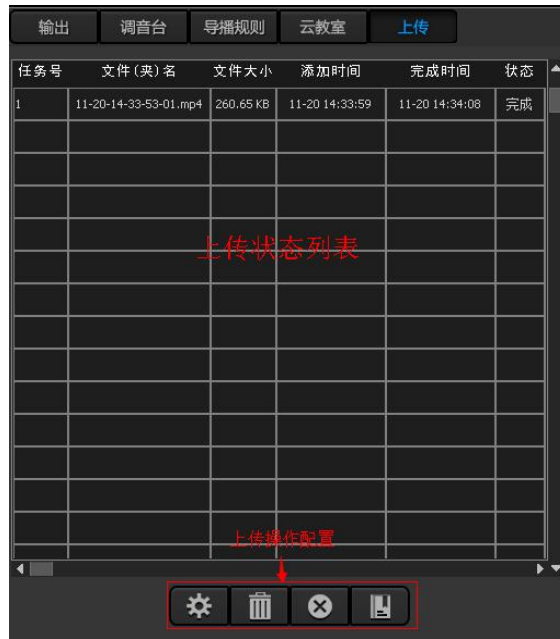 输出 调音台 导播规则 云教室 上传
任务号 文件(夹)名 文件大小 添加时间 完成时间 状态
1 11-20-14-33-53-01.mp4 260.65 KB 11-20 14:33:59 11-20 14:34:08 完成
上传状态列表
上传操作配置